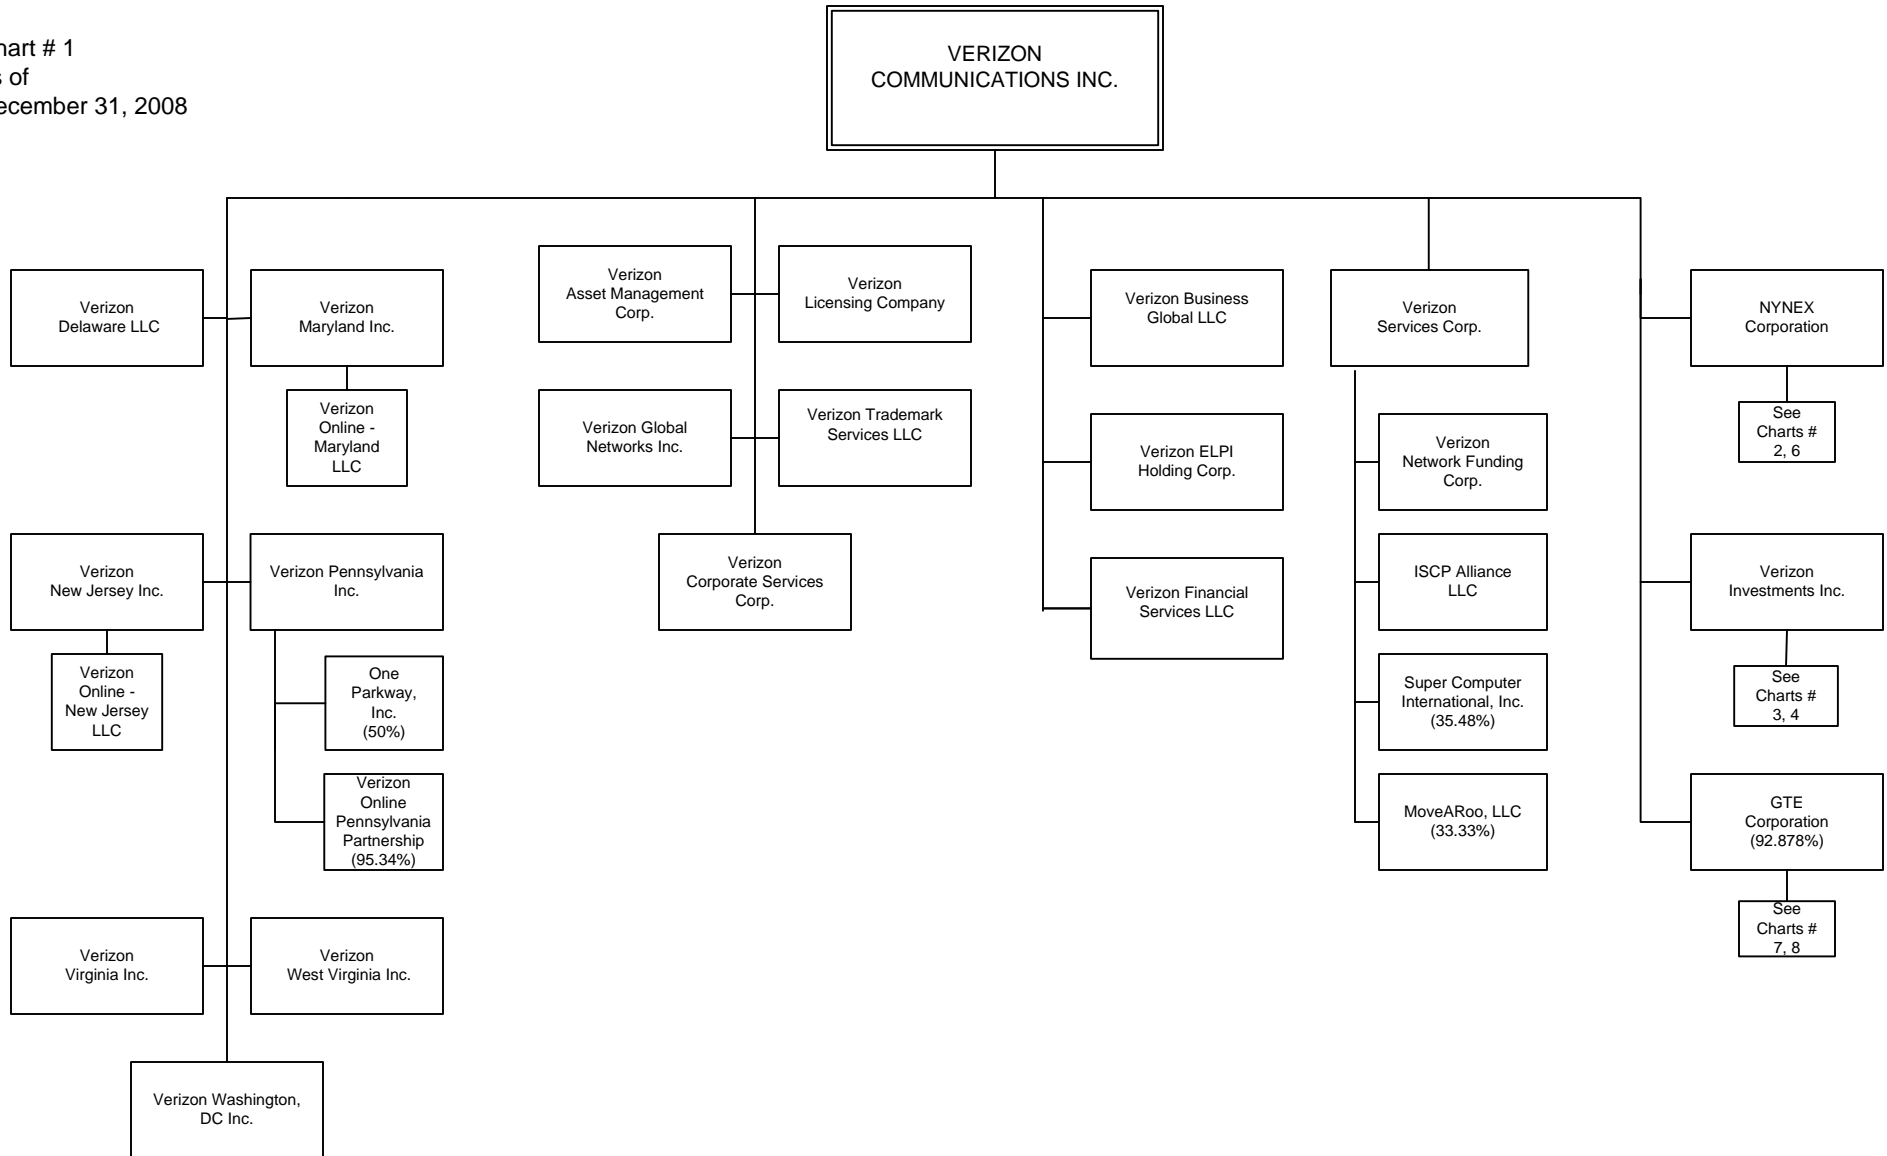 hart # 1
s of
ecember 31, 2008
VERIZON
COMMUNICATIONS INC.
Verizon
Delaware LLC
Verizon
Maryland Inc.
Verizon
Online -
Maryland
LLC
Verizon
New Jersey Inc.
Verizon
Online -
New Jersey
LLC
Verizon Pennsylvania
Inc.
One
Parkway,
Inc.
(50%)
Verizon
Online
Pennsylvania
Partnership
(95.34%)
Verizon
Virginia Inc.
Verizon
West Virginia Inc.
Verizon Washington,
DC Inc.
Verizon
Asset Management
Corp.
Verizon
Licensing Company
Verizon Global
Networks Inc.
Verizon Trademark
Services LLC
Verizon
Corporate Services
Corp.
Verizon Business
Global LLC
Verizon ELPI
Holding Corp.
Verizon Financial
Services LLC
Verizon
Services Corp.
Verizon
Network Funding
Corp.
ISCP Alliance
LLC
Super Computer
International, Inc.
(35.48%)
MoveARoo, LLC
(33.33%)
NYNEX
Corporation
See
Charts #
2, 6
Verizon
Investments Inc.
See
Charts #
3, 4
GTE
Corporation
(92.878%)
See
Charts #
7, 8